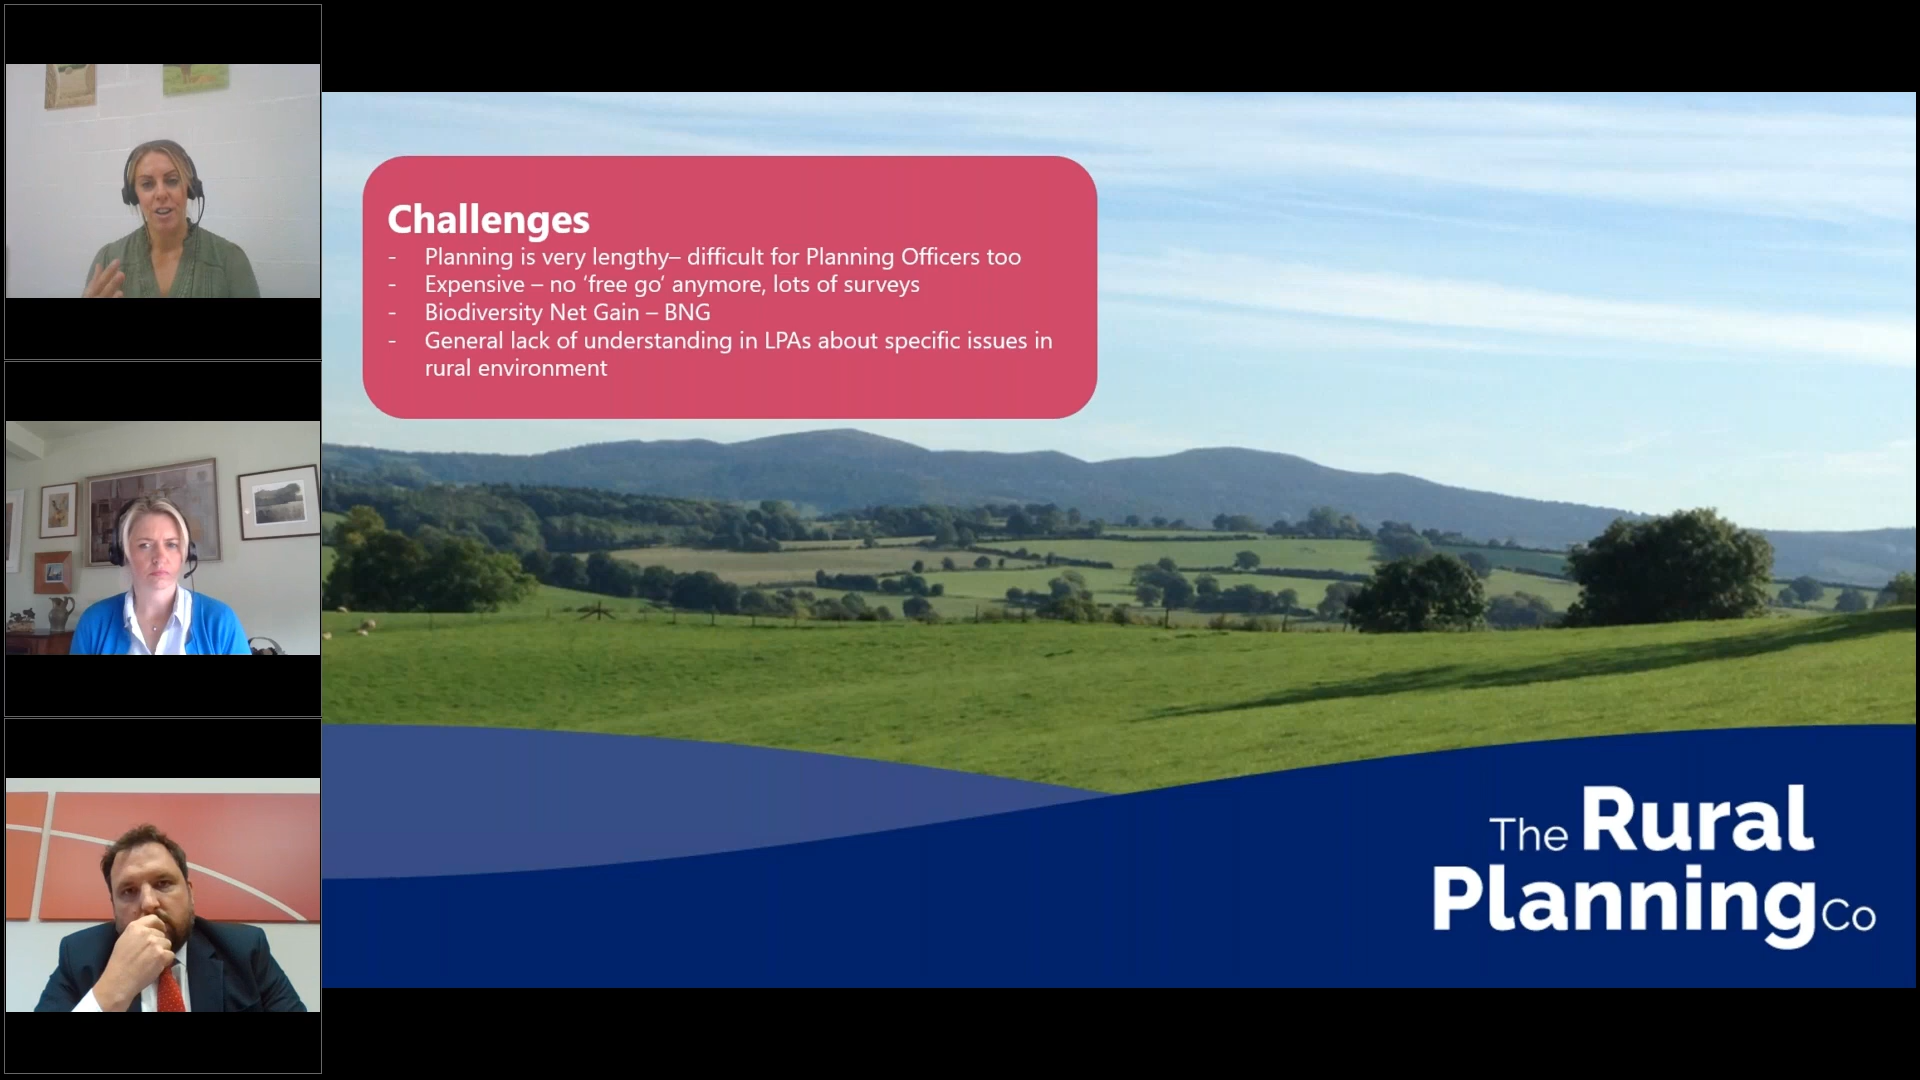 Challenges
- Planning is very lengthy– difficult for Planning Officers too
- Expensive – no ‘free go’ anymore, lots of surveys
- Biodiversity Net Gain – BNG
- General lack of understanding in LPAs about specific issues in
rural environment
The Rural
Planning Co